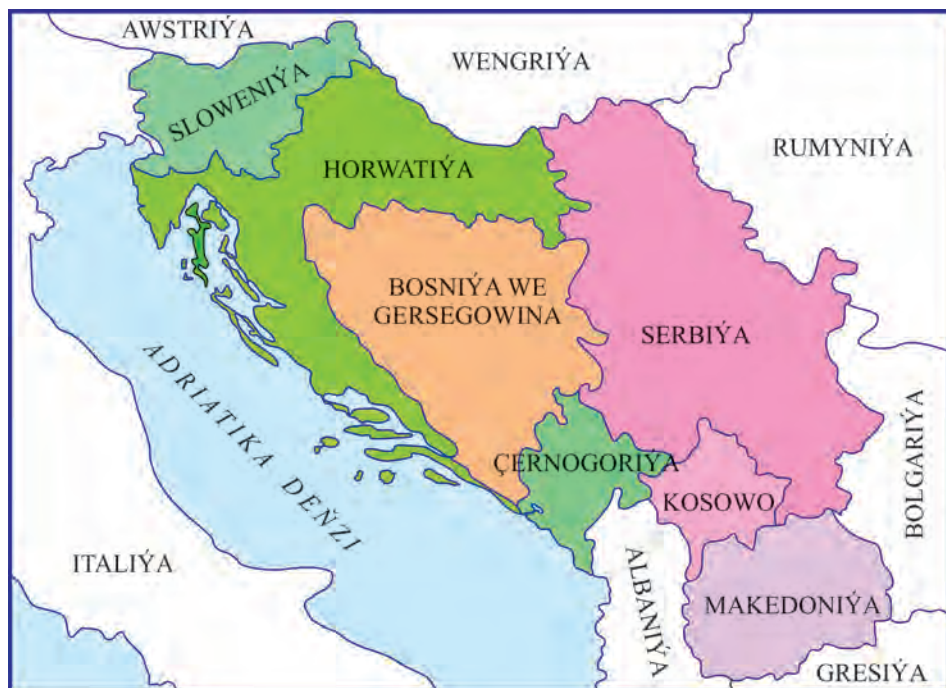 AWSTRIÝA
WENGRIÝA
SLOWENIÝA
RUMYNIÝA
HORWATIÝA
BOSNIÝA WE
GERSEGOWINA
SERBIÝA
ADRIATIKA DEŇZI
BOLGARIÝA
ÇERNOGORIÝA
KOSOWO
ITALIÝA
ALBANIÝA
MAKEDONIÝA
GRESIÝA